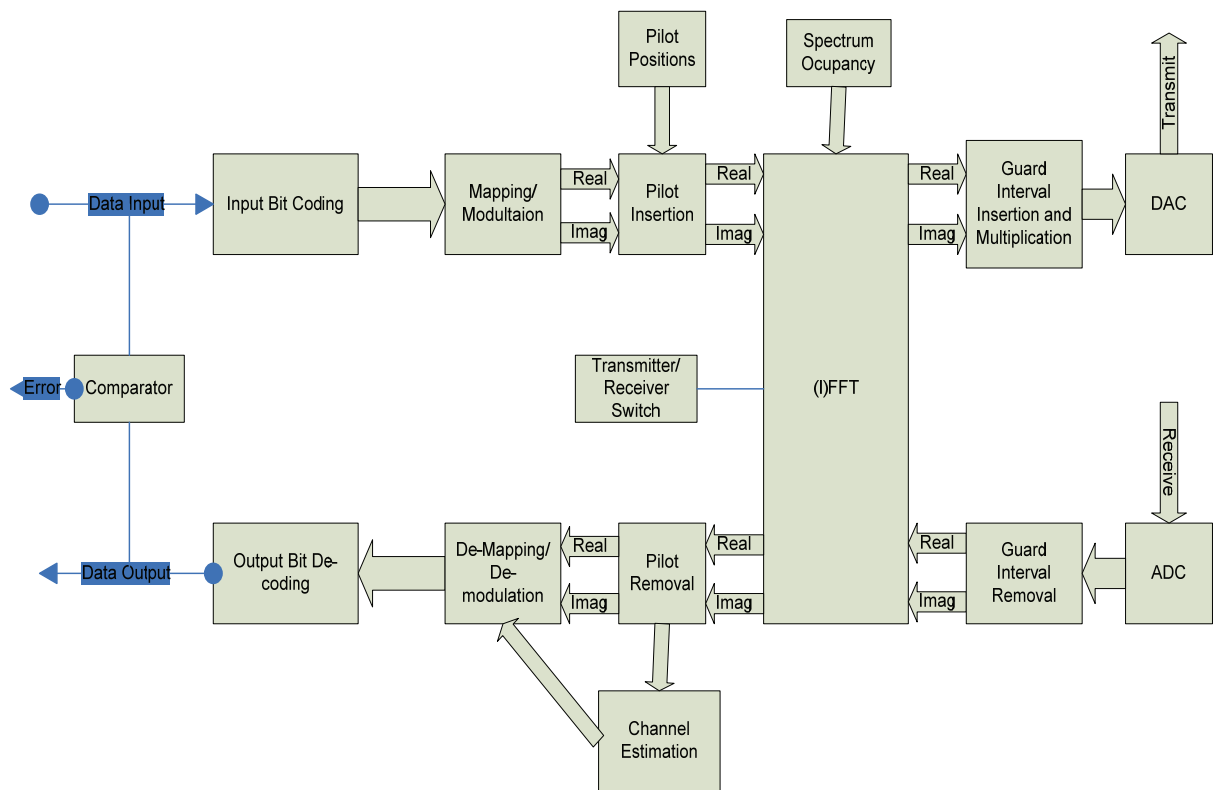 Pilot
Positions
Spectrum
Ocupancy
Transmit
Data Input
Input Bit Coding
Mapping/
Modultaion
Real
Imag
Pilot
Insertion
Real
Imag
Real
Imag
Guard
Interval
Insertion and
Multiplication
DAC
Error
Comparator
Transmitter/
Receiver
Switch
(I)FFT
Receive
Data Output
Output Bit De-
coding
De-Mapping/
De-
modulation
Real
Imag
Pilot
Removal
Real
Imag
Real
Imag
Guard
Interval
Removal
ADC
Channel
Estimation